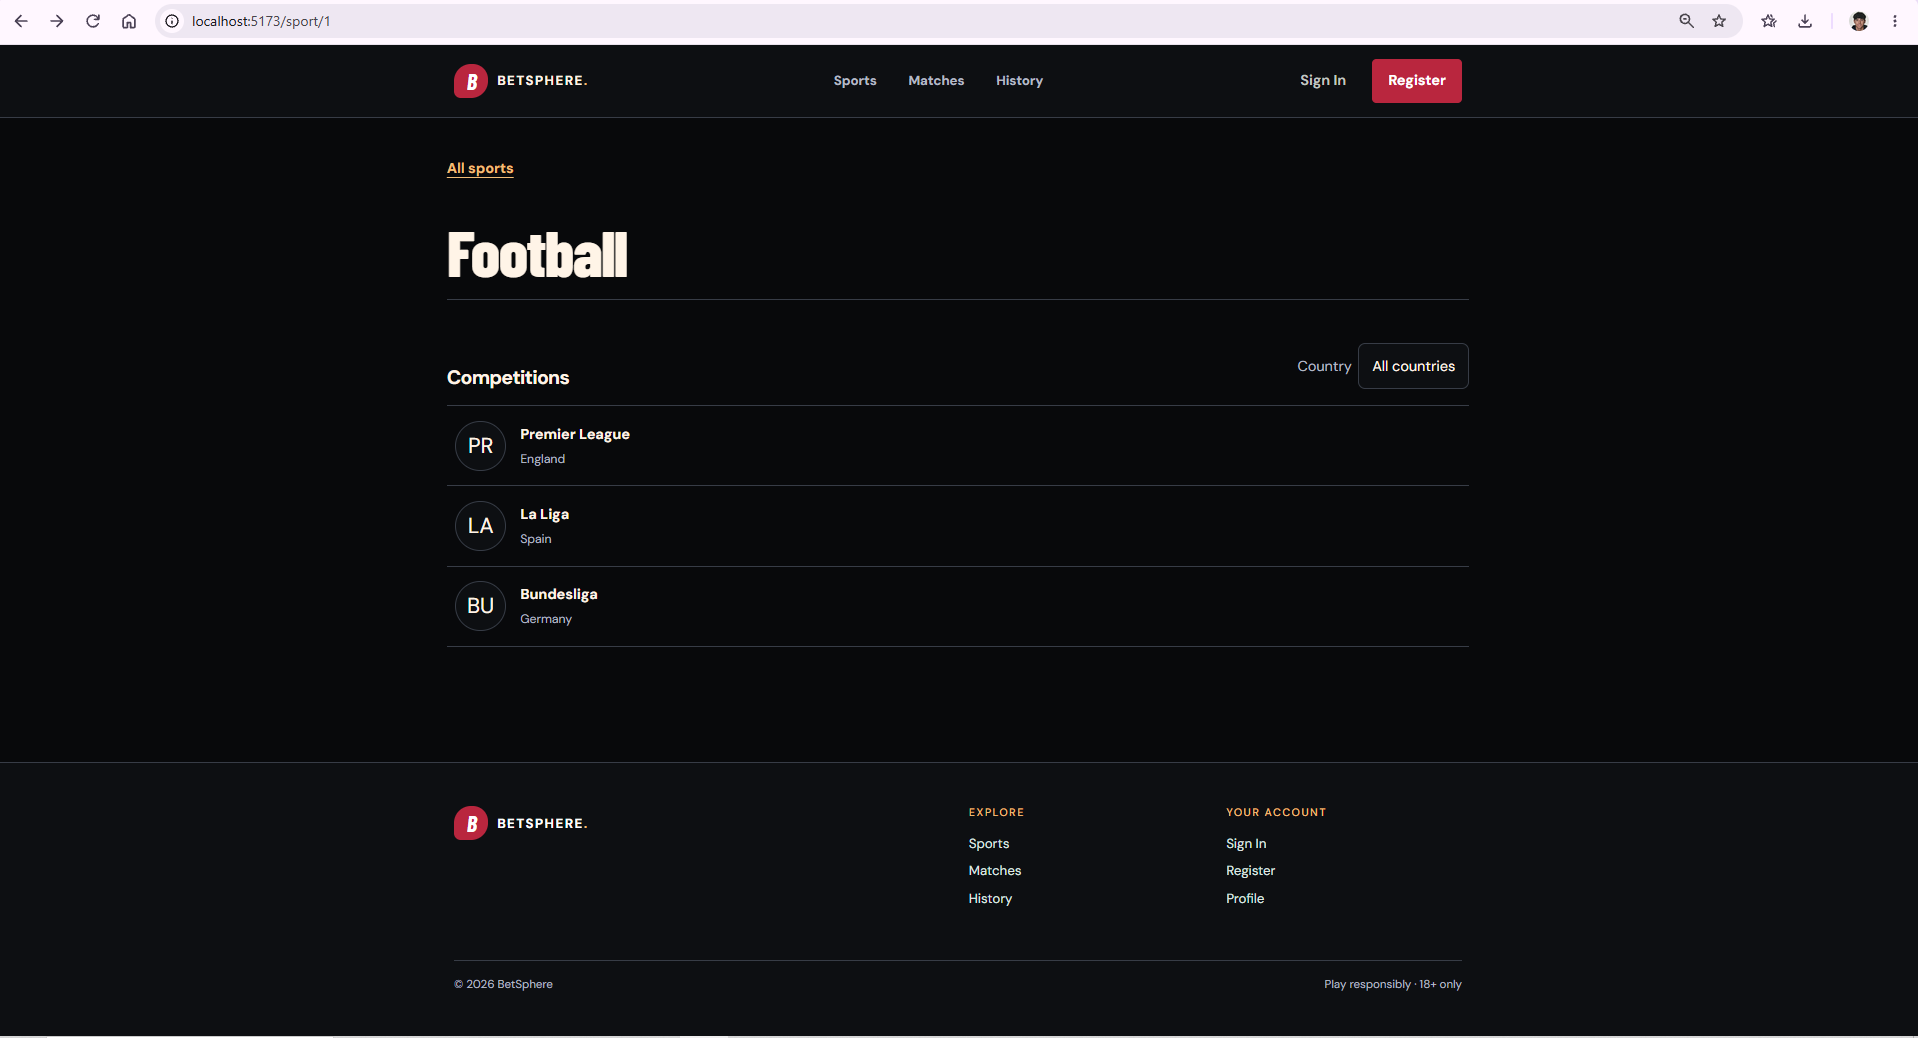 localhost:5173/sport/1
B BETSPHERE.
Sports Matches History
Sign In Register
All sports
Football
Competitions
Country All countries
PR Premier League
England
LA La Liga
Spain
BU Bundesliga
Germany
B BETSPHERE.
EXPLORE
Sports
Matches
History
YOUR ACCOUNT
Sign In
Register
Profile
© 2026 BetSphere
Play responsibly · 18+ only